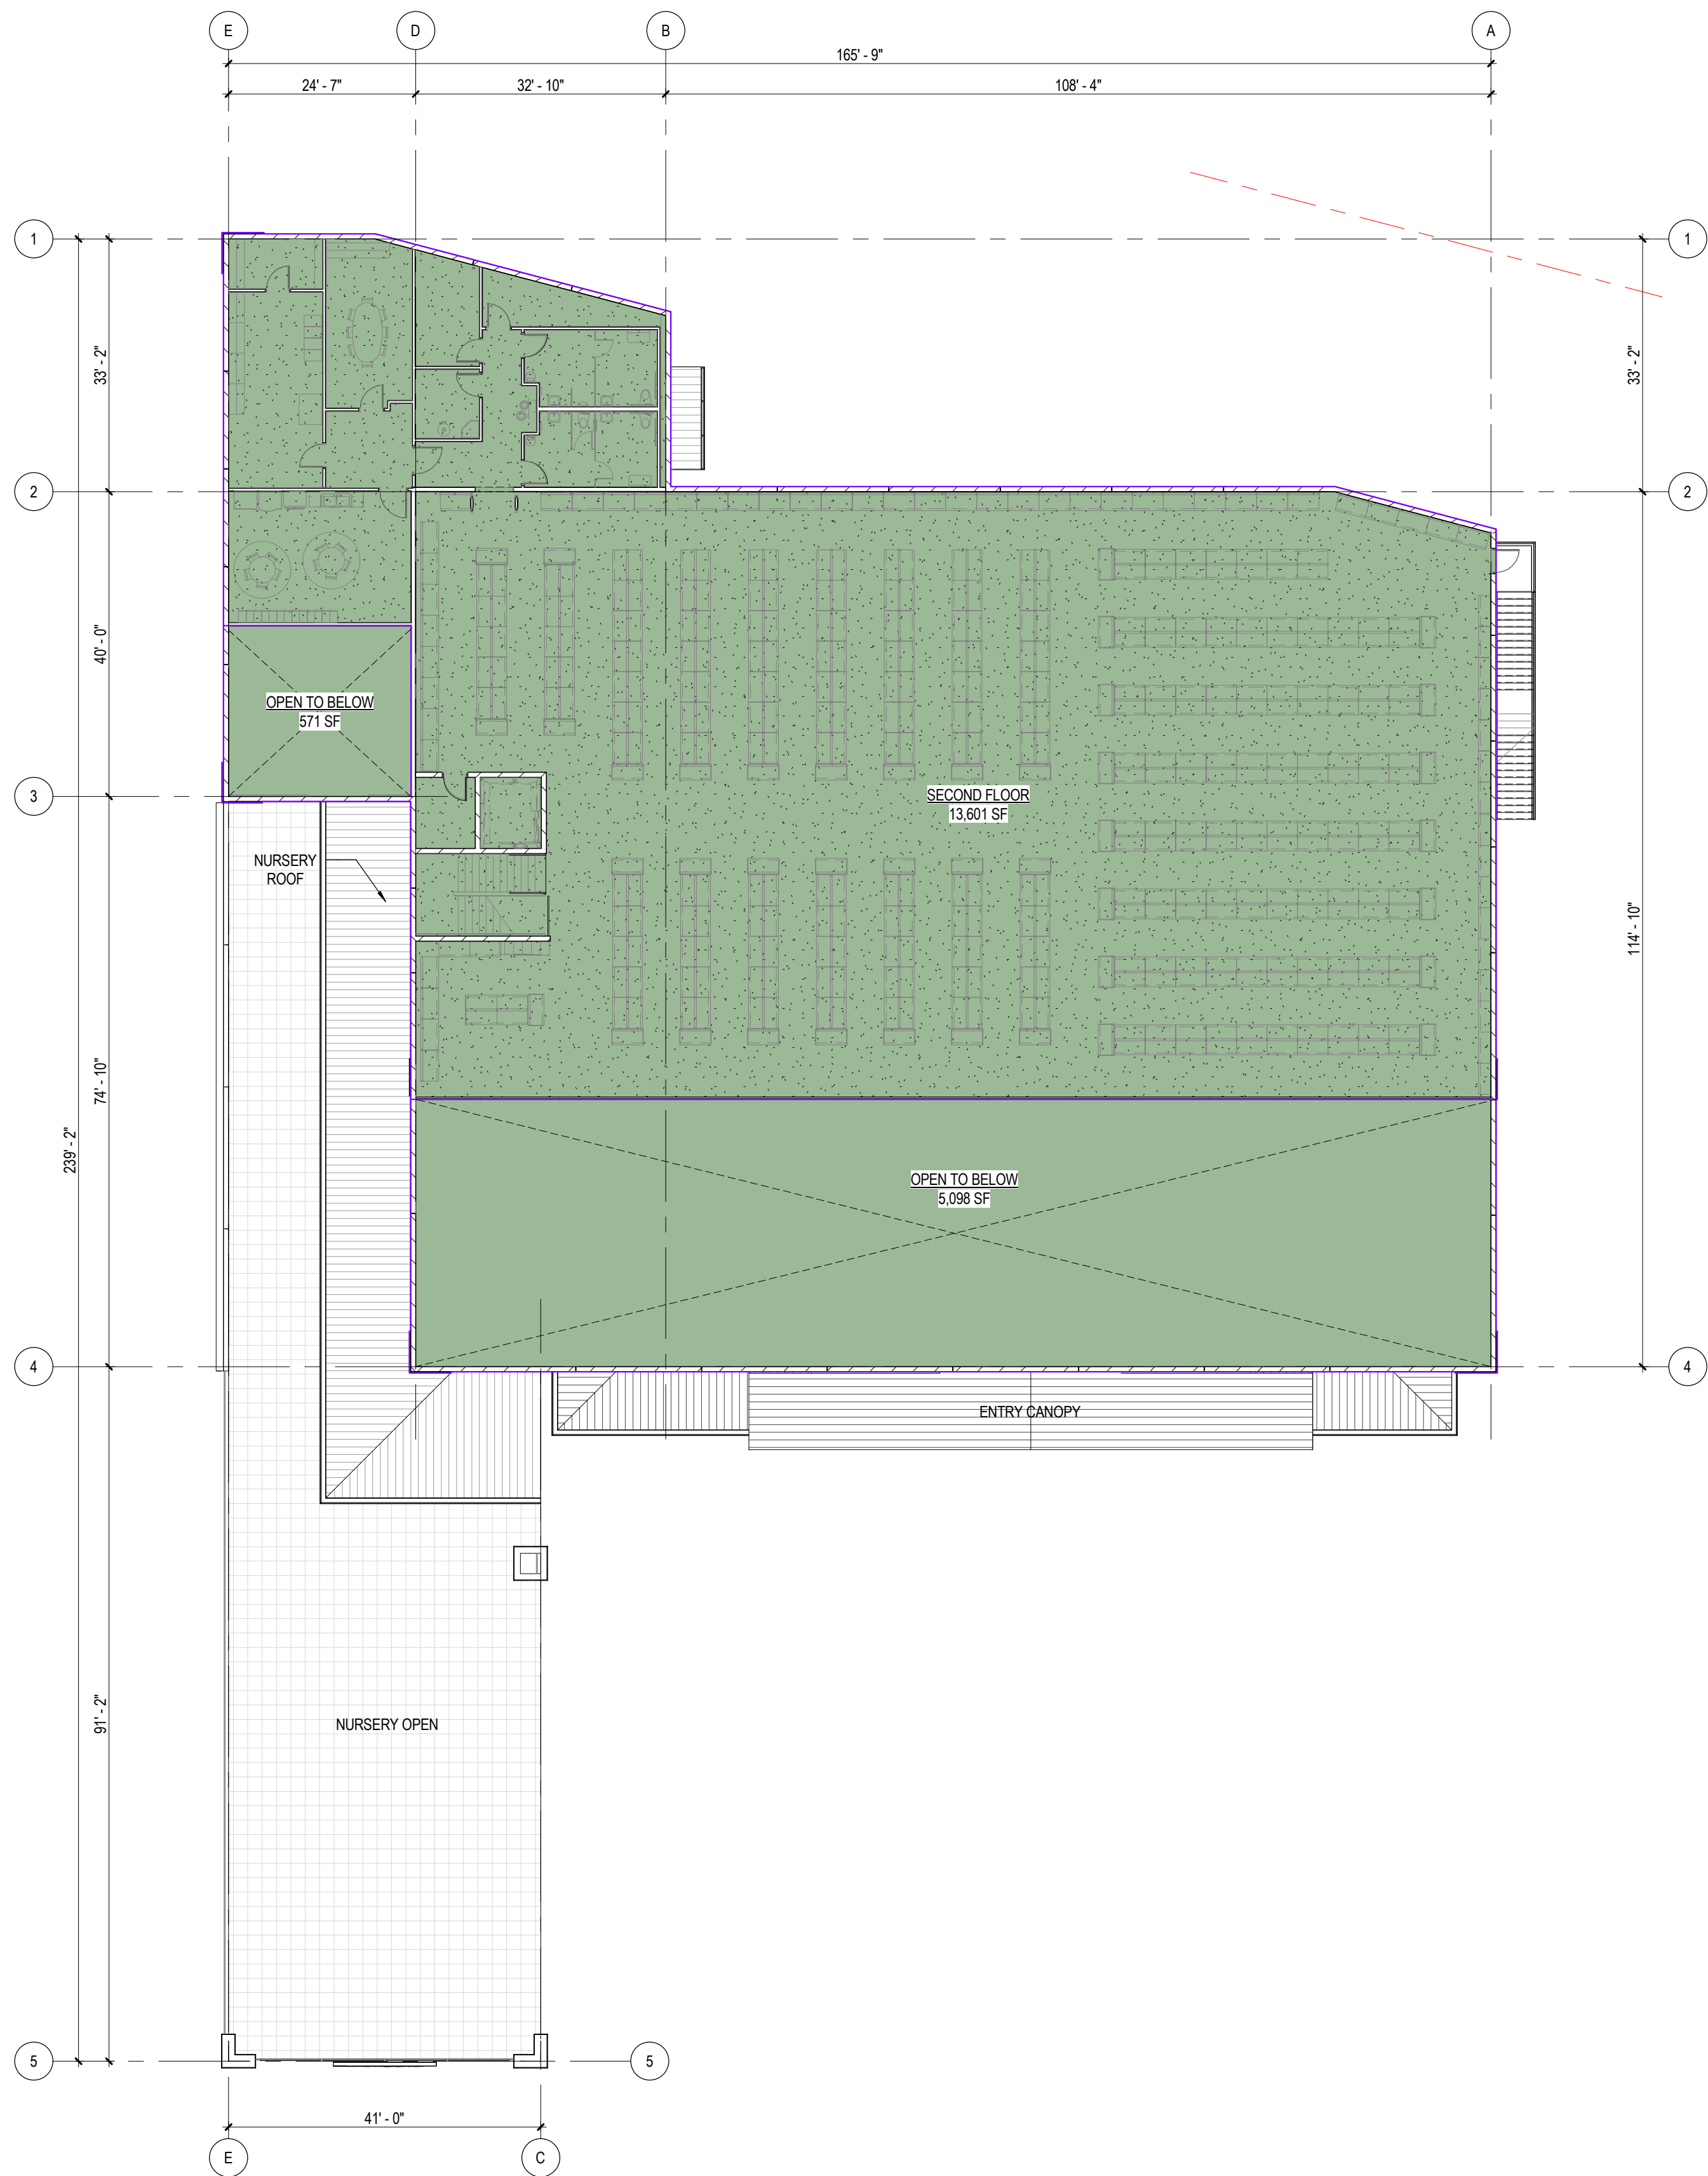 E
D
B
A
165' - 9"
24' - 7"
32' - 10"
108' - 4"
1
1
33' - 2"
33' - 2"
2
2
40' - 0"
OPEN TO BELOW
571 SF
3
SECOND FLOOR
13,601 SF
NURSERY
ROOF
114' - 10"
74' - 10"
239' - 2"
OPEN TO BELOW
5,098 SF
4
4
ENTRY CANOPY
91' - 2"
NURSERY OPEN
5
5
41' - 0"
E
C